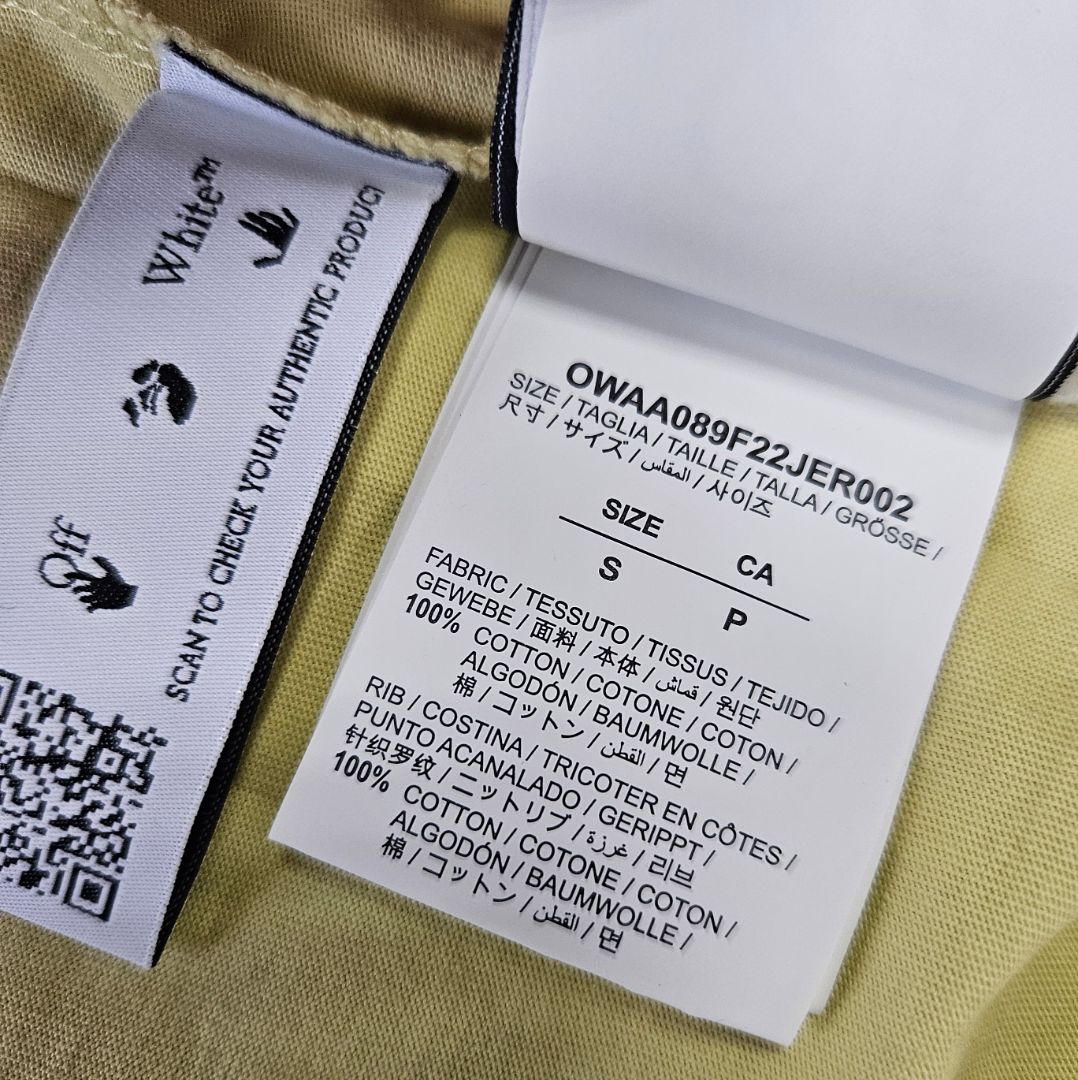 Off White™
SCAN TO CHECK YOUR AUTHENTIC PRODUCT
OWAA089F22JER002
SIZE / TAGLIA / TAILLE / TALLA / GRÖSSE /
尺寸 / サイズ / المقاس / 사이즈
SIZE CA
S P
FABRIC / TESSUTO / TISSUS / TEJIDO /
GEWEBE / 面料 / 本体 / قماش / 원단
100% COTTON / COTONE / COTON /
ALGODÓN / BAUMWOLLE /
棉 / コットン / القطن / 면
RIB / COSTINA / TRICOTER EN CÔTES /
PUNTO ACANALADO / GERIPPT /
针织罗纹 / ニットリブ / غرزة / 리브
100% COTTON / COTONE / COTON /
ALGODÓN / BAUMWOLLE /
棉 / コットン / القطن / 면